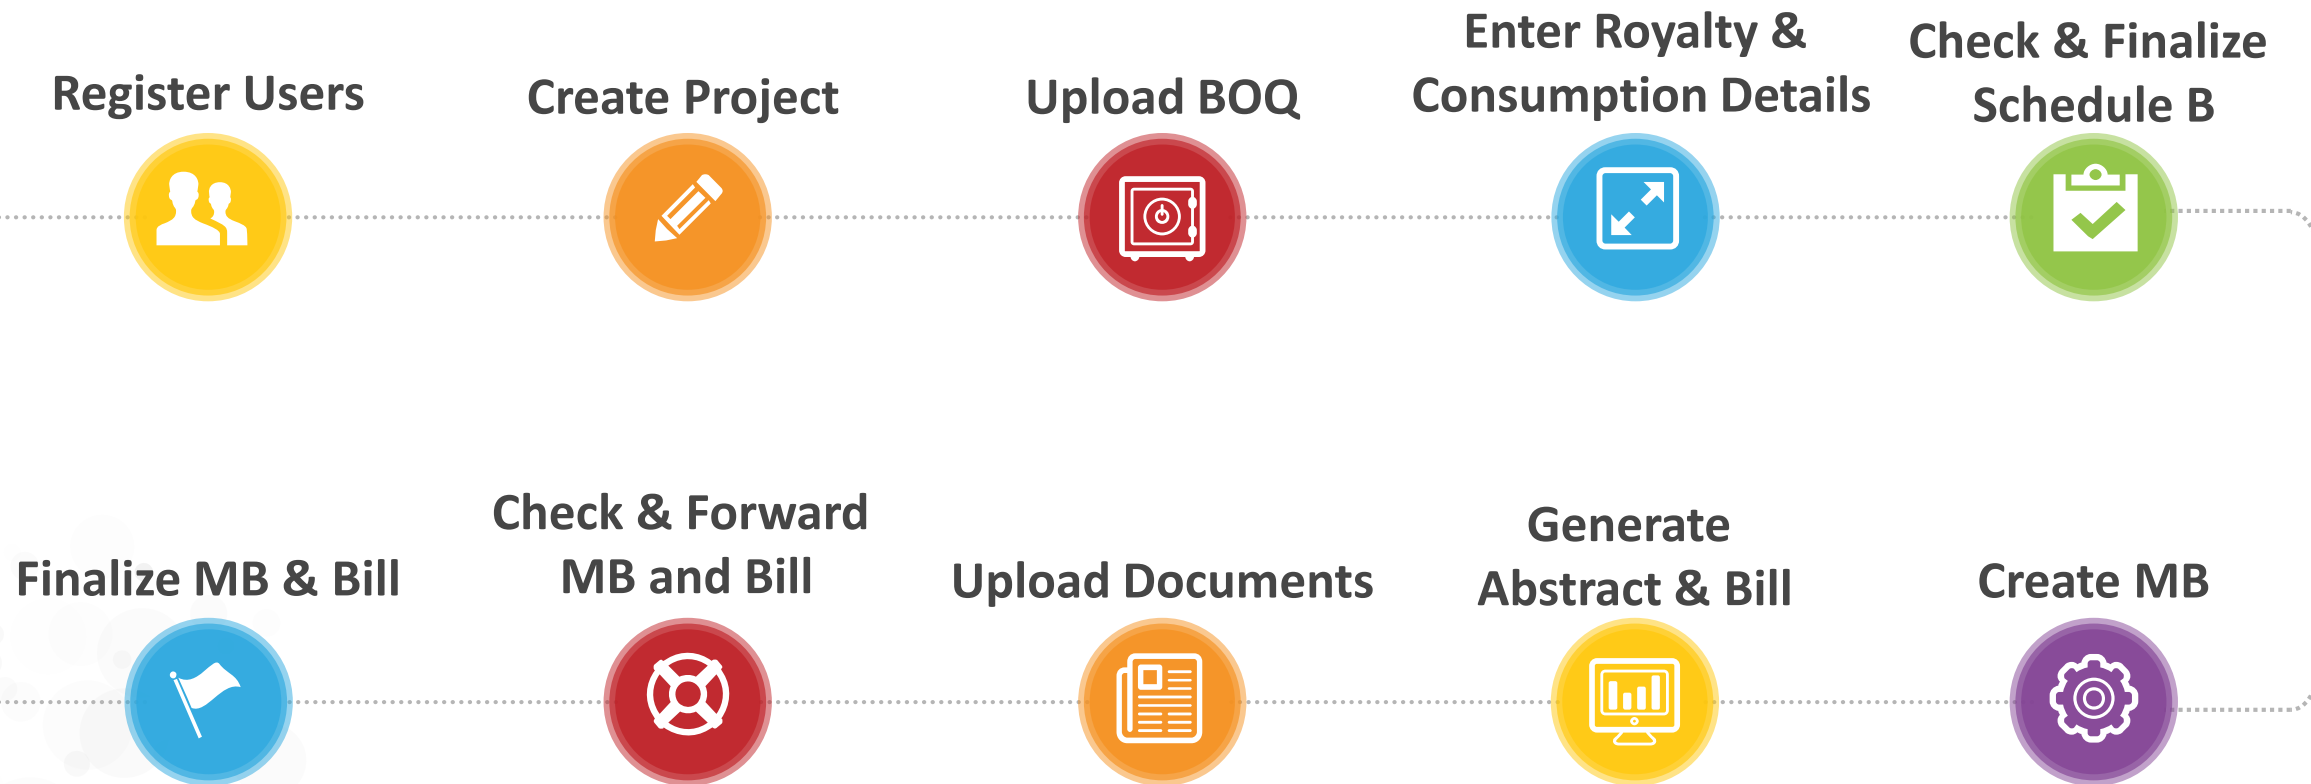 Register Users
Create Project
Upload BOQ
Enter Royalty &
Consumption Details
Check & Finalize
Schedule B
Finalize MB & Bill
Check & Forward
MB and Bill
Upload Documents
Generate
Abstract & Bill
Create MB